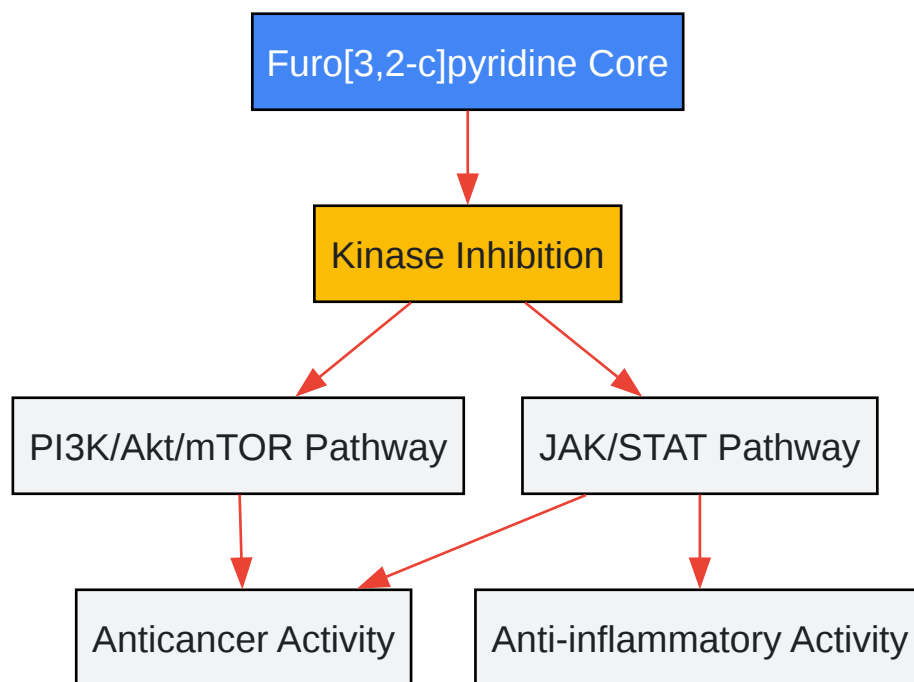 Furo[3,2-c]pyridine Core
Kinase Inhibition
PI3K/Akt/mTOR Pathway
JAK/STAT Pathway
Anticancer Activity
Anti-inflammatory Activity